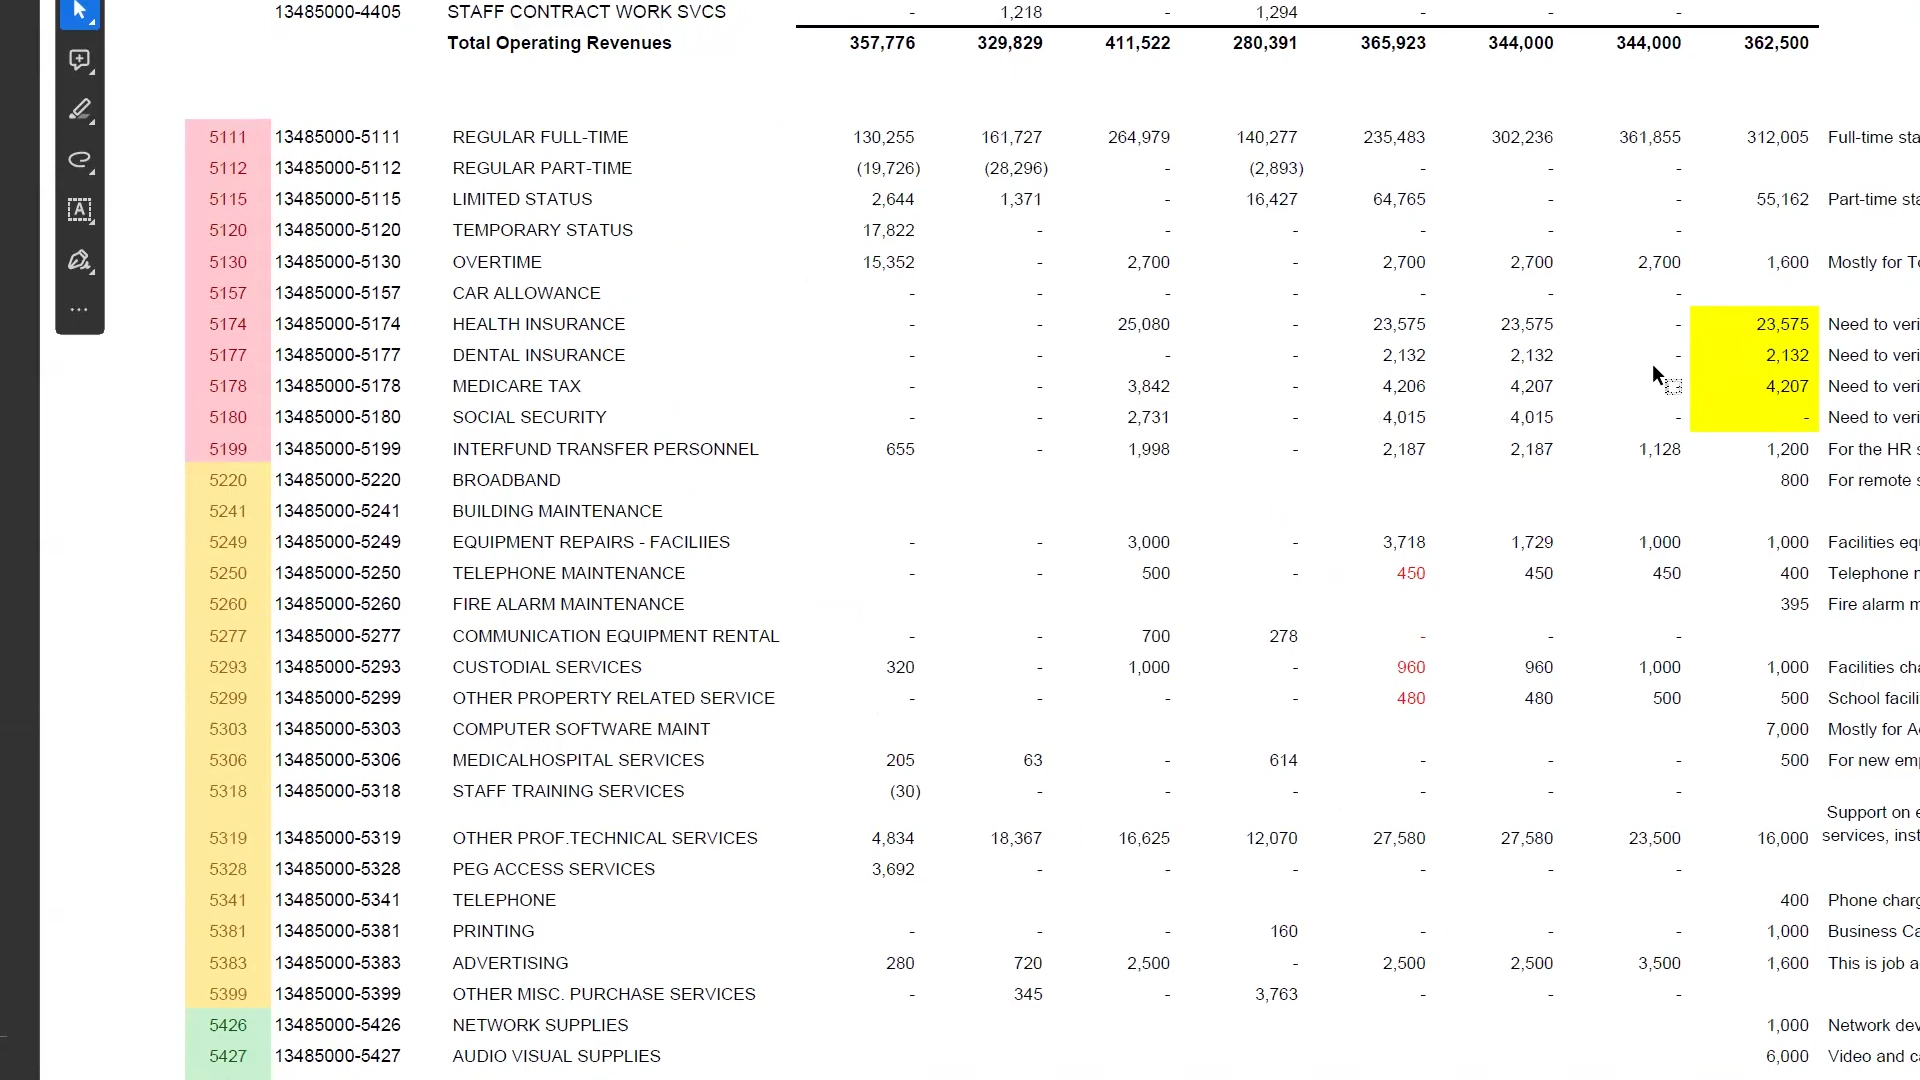 13485000-4405 STAFF CONTRACT WORK SVCS - 1,218 - 1,294 - - -
Total Operating Revenues 357,776 329,829 411,522 280,391 365,923 344,000 344,000 362,500
5111 13485000-5111 REGULAR FULL-TIME 130,255 161,727 264,979 140,277 235,483 302,236 361,855 312,005 Full-time sta
5112 13485000-5112 REGULAR PART-TIME (19,726) (28,296) - (2,893) - - -
5115 13485000-5115 LIMITED STATUS 2,644 1,371 - 16,427 64,765 - - 55,162 Part-time sta
5120 13485000-5120 TEMPORARY STATUS 17,822 - - - - - -
5130 13485000-5130 OVERTIME 15,352 - 2,700 - 2,700 2,700 2,700 1,600 Mostly for T
5157 13485000-5157 CAR ALLOWANCE - - - - - - -
5174 13485000-5174 HEALTH INSURANCE - - 25,080 - 23,575 23,575 - 23,575 Need to veri
5177 13485000-5177 DENTAL INSURANCE - - - - 2,132 2,132 - 2,132 Need to veri
5178 13485000-5178 MEDICARE TAX - - 3,842 - 4,206 4,207 - 4,207 Need to veri
5180 13485000-5180 SOCIAL SECURITY - - 2,731 - 4,015 4,015 - - Need to veri
5199 13485000-5199 INTERFUND TRANSFER PERSONNEL 655 - 1,998 - 2,187 2,187 1,128 1,200 For the HR s
5220 13485000-5220 BROADBAND 800 For remote s
5241 13485000-5241 BUILDING MAINTENANCE
5249 13485000-5249 EQUIPMENT REPAIRS - FACILIIES - - 3,000 - 3,718 1,729 1,000 1,000 Facilities eq
5250 13485000-5250 TELEPHONE MAINTENANCE - - 500 - 450 450 450 400 Telephone
5260 13485000-5260 FIRE ALARM MAINTENANCE 395 Fire alarm
5277 13485000-5277 COMMUNICATION EQUIPMENT RENTAL - - 700 278 - - -
5293 13485000-5293 CUSTODIAL SERVICES 320 - 1,000 - 960 960 1,000 1,000 Facilities cha
5299 13485000-5299 OTHER PROPERTY RELATED SERVICE - - - - 480 480 500 500 School facili
5303 13485000-5303 COMPUTER SOFTWARE MAINT 7,000 Mostly for A
5306 13485000-5306 MEDICALHOSPITAL SERVICES 205 63 - 614 - - - 500 For new emp
5318 13485000-5318 STAFF TRAINING SERVICES (30) - - - - - -
Support on e
5319 13485000-5319 OTHER PROF.TECHNICAL SERVICES 4,834 18,367 16,625 12,070 27,580 27,580 23,500 16,000 services, inst
5328 13485000-5328 PEG ACCESS SERVICES 3,692 - - - - - -
5341 13485000-5341 TELEPHONE 400 Phone charg
5381 13485000-5381 PRINTING - - - 160 - - - 1,000 Business Ca
5383 13485000-5383 ADVERTISING 280 720 2,500 - 2,500 2,500 3,500 1,600 This is job a
5399 13485000-5399 OTHER MISC. PURCHASE SERVICES - 345 - 3,763 - - -
5426 13485000-5426 NETWORK SUPPLIES 1,000 Network dev
5427 13485000-5427 AUDIO VISUAL SUPPLIES 6,000 Video and ca